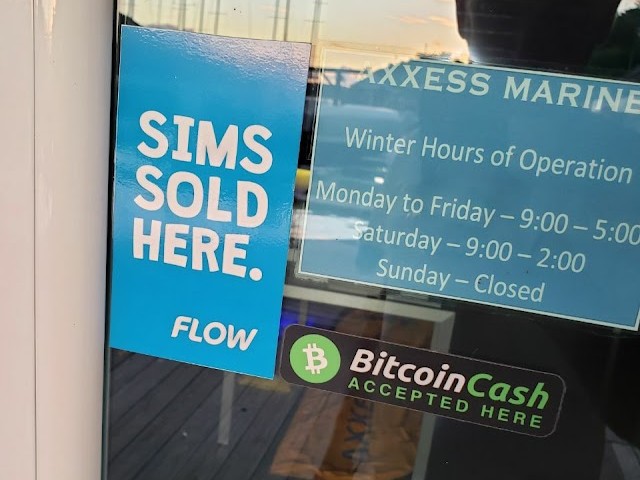 SIMS
SOLD
HERE.
FLOW
AXXESS MARINE
Winter Hours of Operation
Monday to Friday – 9:00 – 5:00
Saturday – 9:00 – 2:00
Sunday – Closed
BitcoinCash
ACCEPTED HERE